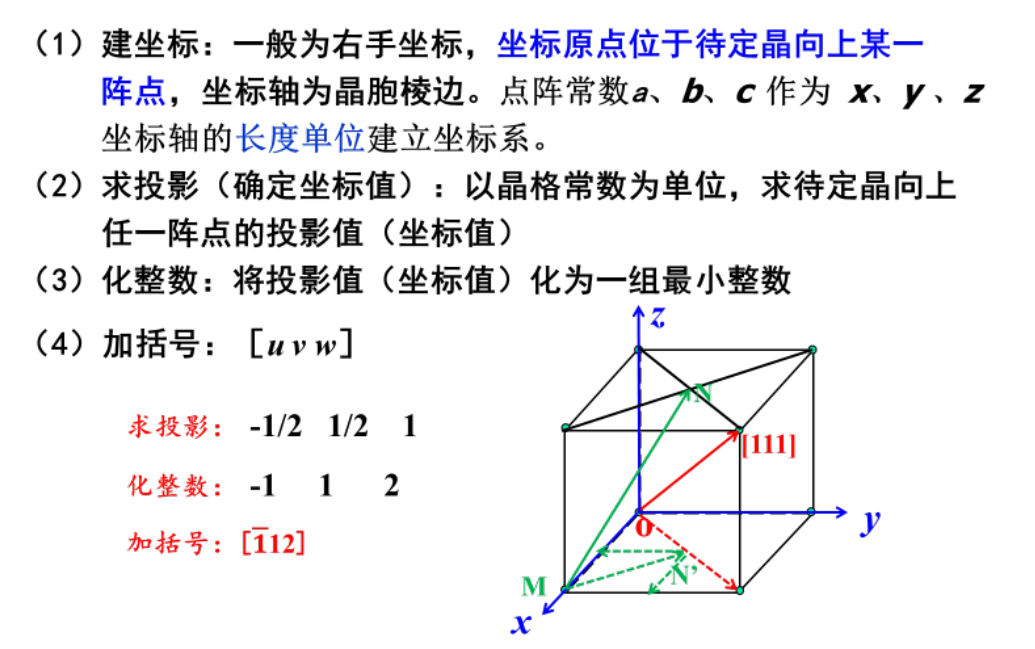 （1）建坐标：一般为右手坐标，坐标原点位于待定晶向上某一
阵点，坐标轴为晶胞棱边。点阵常数a、b、c 作为 x、y 、z
坐标轴的长度单位建立坐标系。
（2）求投影（确定坐标值）：以晶格常数为单位，求待定晶向上
任一阵点的投影值（坐标值）
（3）化整数：将投影值（坐标值）化为一组最小整数
（4）加括号：［u v w］
求投影： -1/2 1/2 1
化整数： -1 1 2
加括号：[1̅12]
z
N
[111]
O
y
N’
M
x